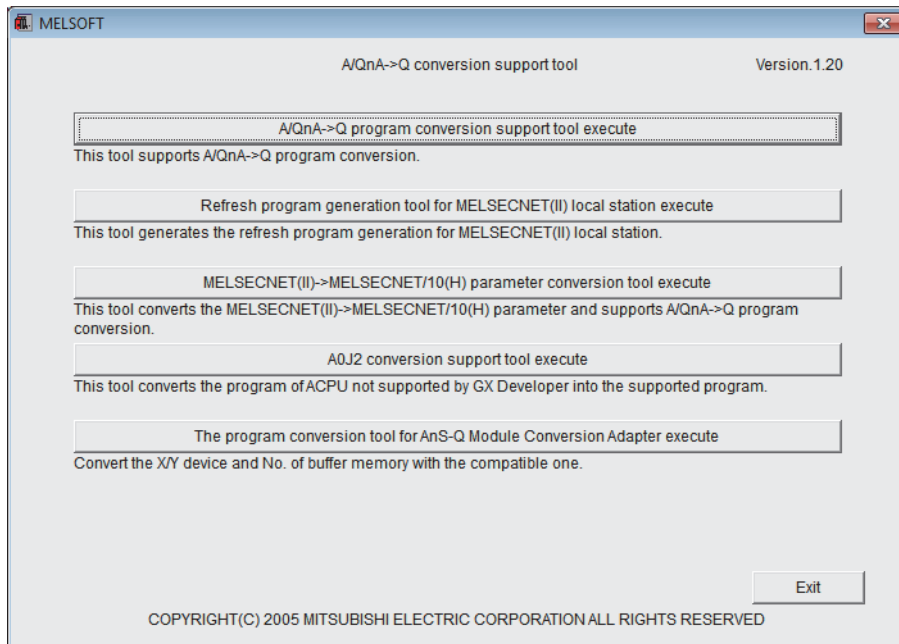 MELSOFT
A/QnA->Q conversion support tool Version.1.20
A/QnA->Q program conversion support tool execute
This tool supports A/QnA->Q program conversion.
Refresh program generation tool for MELSECNET(II) local station execute
This tool generates the refresh program generation for MELSECNET(II) local station.
MELSECNET(II)->MELSECNET/10(H) parameter conversion tool execute
This tool converts the MELSECNET(II)->MELSECNET/10(H) parameter and supports A/QnA->Q program
conversion.
A0J2 conversion support tool execute
This tool converts the program of ACPU not supported by GX Developer into the supported program.
The program conversion tool for AnS-Q Module Conversion Adapter execute
Convert the X/Y device and No. of buffer memory with the compatible one.
Exit
COPYRIGHT(C) 2005 MITSUBISHI ELECTRIC CORPORATION ALL RIGHTS RESERVED